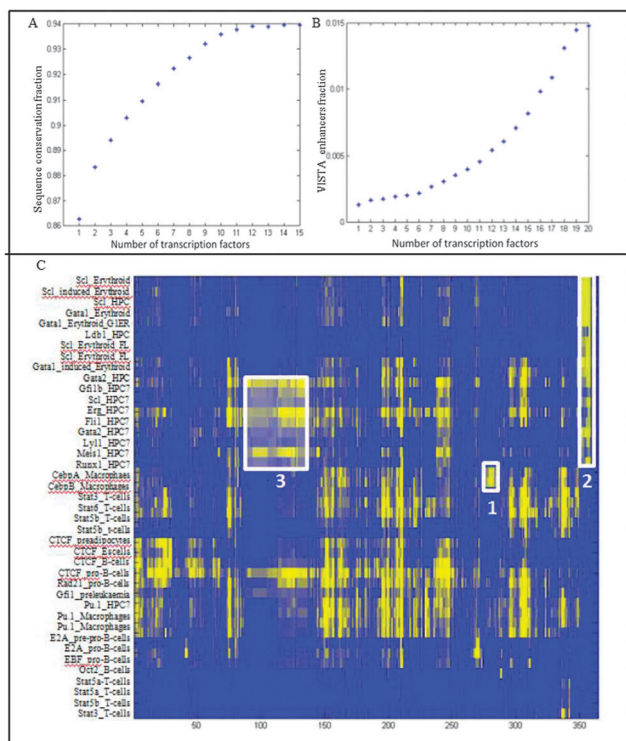 A
B
Sequence conservation fraction
0.94
0.93
0.92
0.91
0.9
0.89
0.88
0.87
0.86
1 2 3 4 5 6 7 8 9 10 11 12 13 14 15
Number of transcription factors
VISTA enhancers fraction
0.015
0.01
0.005
0
1 2 3 4 5 6 7 8 9 10 11 12 13 14 15 16 17 18 19 20
Number of transcription factors
C
Scl_Erythroid
Scl_induced_Erythroid
Scl_HPC
Gata1_Erythroid
Gata1_Erythroid_G1ER
Ldb1_HPC
Scl_Erythroid_FL
Scl_Erythroid_FL
Gata1_induced_Erythroid
Gata2_HPC
Gfi1b_HPC7
Scl_HPC7
Erg_HPC7
Fli1_HPC7
Gata2_HPC7
Lyl1_HPC7
Meis1_HPC7
Runx1_HPC7
CebpA_Macrophaes
CebpB_Macrophages
Stat5_T-cells
Stat6_T-cells
Stat5b_T-cells
Stat5b_t-cells
CTCF_preadipocytes
CTCF_Escells
CTCF_B-cells
CTCF_pro-B-cells
Rad21_pro-B-cells
Gfi1_preleukaemia
Pu.1_HPC7
Pu.1_Macrophages
Pu.1_Macrophages
E2A_pre-pro-B-cells
E2A_pro-B-cells
EBF_pro-B-cells
Oct2_B-cells
Stat5a-T-cells
Stat5a_T-cells
Stat5b_T-cells
Stat3_T-cells
3
1
2
50 100 150 200 250 300 350